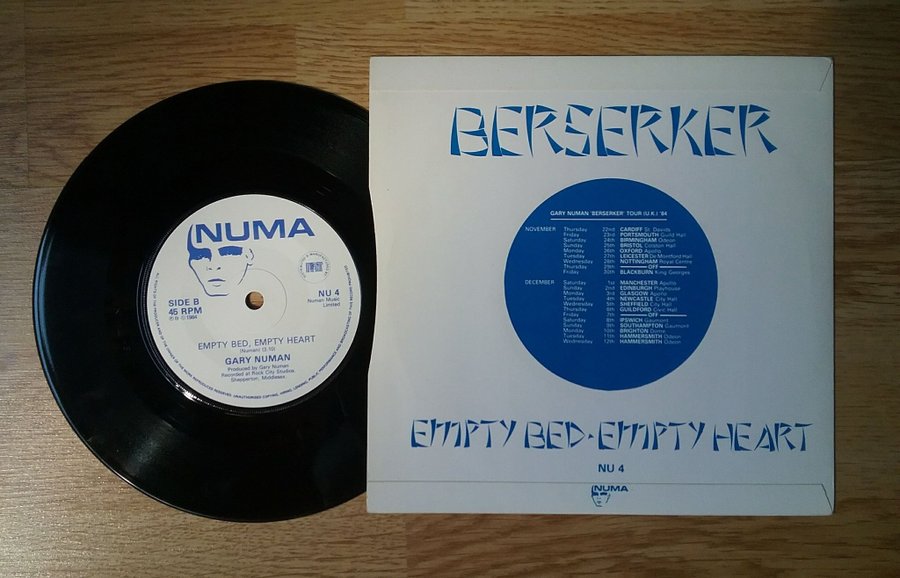 NUMA
NU 4
Numan Music
Limited
SIDE B
45 RPM
Ⓟ © 1984
EMPTY BED, EMPTY HEART
(Numan) (3.10)
GARY NUMAN
Produced by Gary Numan
Recorded at Rock City Studios,
Shepperton, Middlesex.
BERSERKER
GARY NUMAN 'BERSERKER' TOUR (U.K.) '84
NOVEMBER Thursday 22nd CARDIFF St. Davids
Friday 23rd PORTSMOUTH Guild Hall
Saturday 24th BIRMINGHAM Odeon
Sunday 25th BRISTOL Colston Hall
Monday 26th OXFORD Apollo
Tuesday 27th LEICESTER De Montford Hall
Wednesday 28th NOTTINGHAM Royal Centre
Thursday 29th OFF
Friday 30th BLACKBURN King Georges
DECEMBER Saturday 1st MANCHESTER Apollo
Sunday 2nd EDINBURGH Playhouse
Monday 3rd GLASGOW Apollo
Tuesday 4th NEWCASTLE City Hall
Wednesday 5th SHEFFIELD City Hall
Thursday 6th GUILDFORD Civic Hall
Friday 7th OFF
Saturday 8th IPSWICH Gaumont
Sunday 9th SOUTHAMPTON Gaumont
Monday 10th BRIGHTON Dome
Tuesday 11th HAMMERSMITH Odeon
Wednesday 12th HAMMERSMITH Odeon
EMPTY BED·EMPTY HEART
NU 4
NUMA